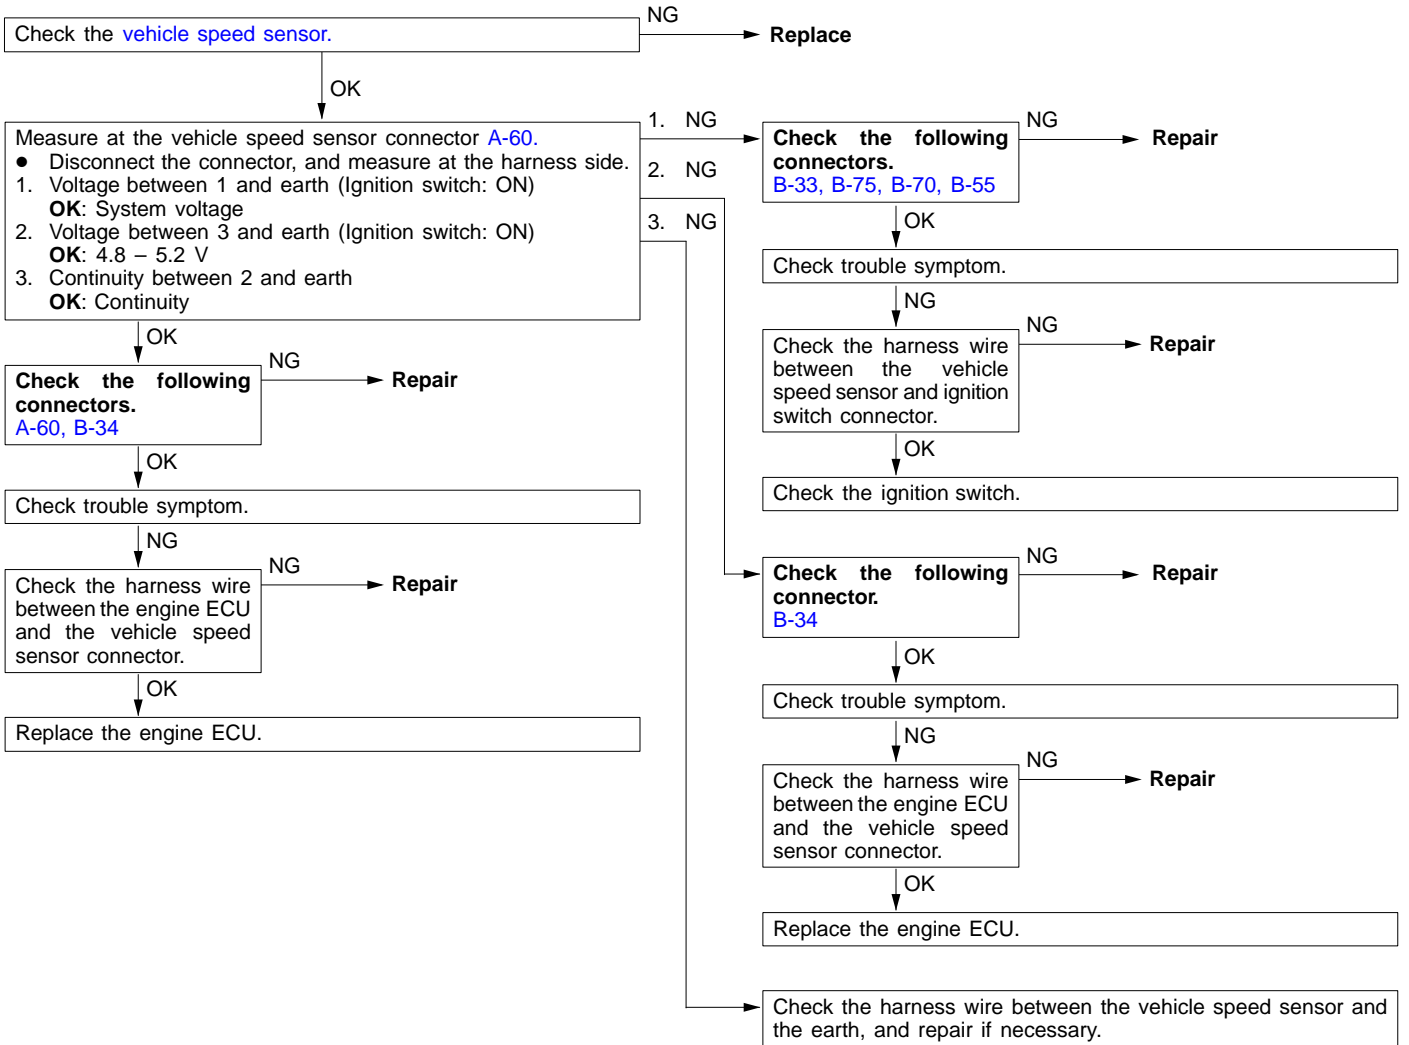 Check the vehicle speed sensor.
NG
Replace
OK
Measure at the vehicle speed sensor connector A-60.
● Disconnect the connector, and measure at the harness side.
1. Voltage between 1 and earth (Ignition switch: ON)
OK: System voltage
2. Voltage between 3 and earth (Ignition switch: ON)
OK: 4.8 – 5.2 V
3. Continuity between 2 and earth
OK: Continuity
OK
Check the following
connectors.
A-60, B-34
NG
Repair
OK
Check trouble symptom.
NG
Check the harness wire
between the engine ECU
and the vehicle speed
sensor connector.
NG
Repair
OK
Replace the engine ECU.
1. NG
2. NG
3. NG
Check the following
connectors.
B-33, B-75, B-70, B-55
NG
Repair
OK
Check trouble symptom.
NG
Check the harness wire
between the vehicle
speed sensor and ignition
switch connector.
NG
Repair
OK
Check the ignition switch.
Check the following
connector.
B-34
NG
Repair
OK
Check trouble symptom.
NG
Check the harness wire
between the engine ECU
and the vehicle speed
sensor connector.
NG
Repair
OK
Replace the engine ECU.
Check the harness wire between the vehicle speed sensor and
the earth, and repair if necessary.